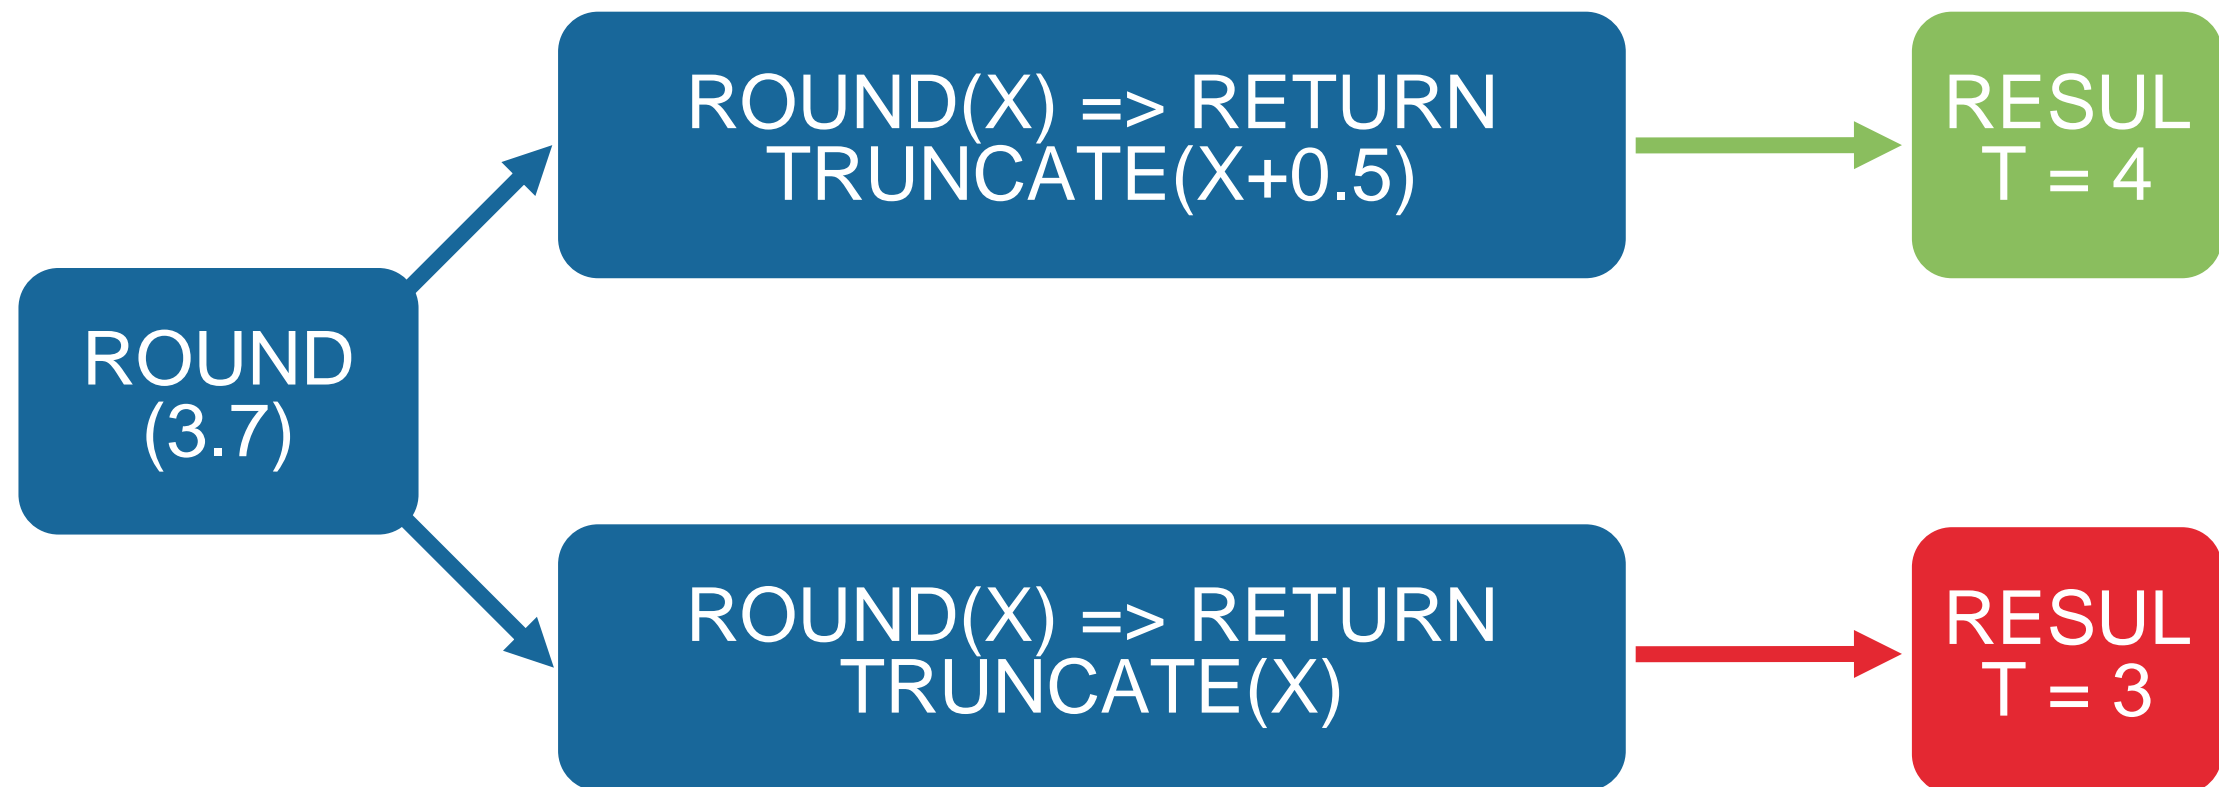 ROUND
(3.7)
ROUND(X) => RETURN
TRUNCATE(X+0.5)
RESUL
T = 4
ROUND(X) => RETURN
TRUNCATE(X)
RESUL
T = 3